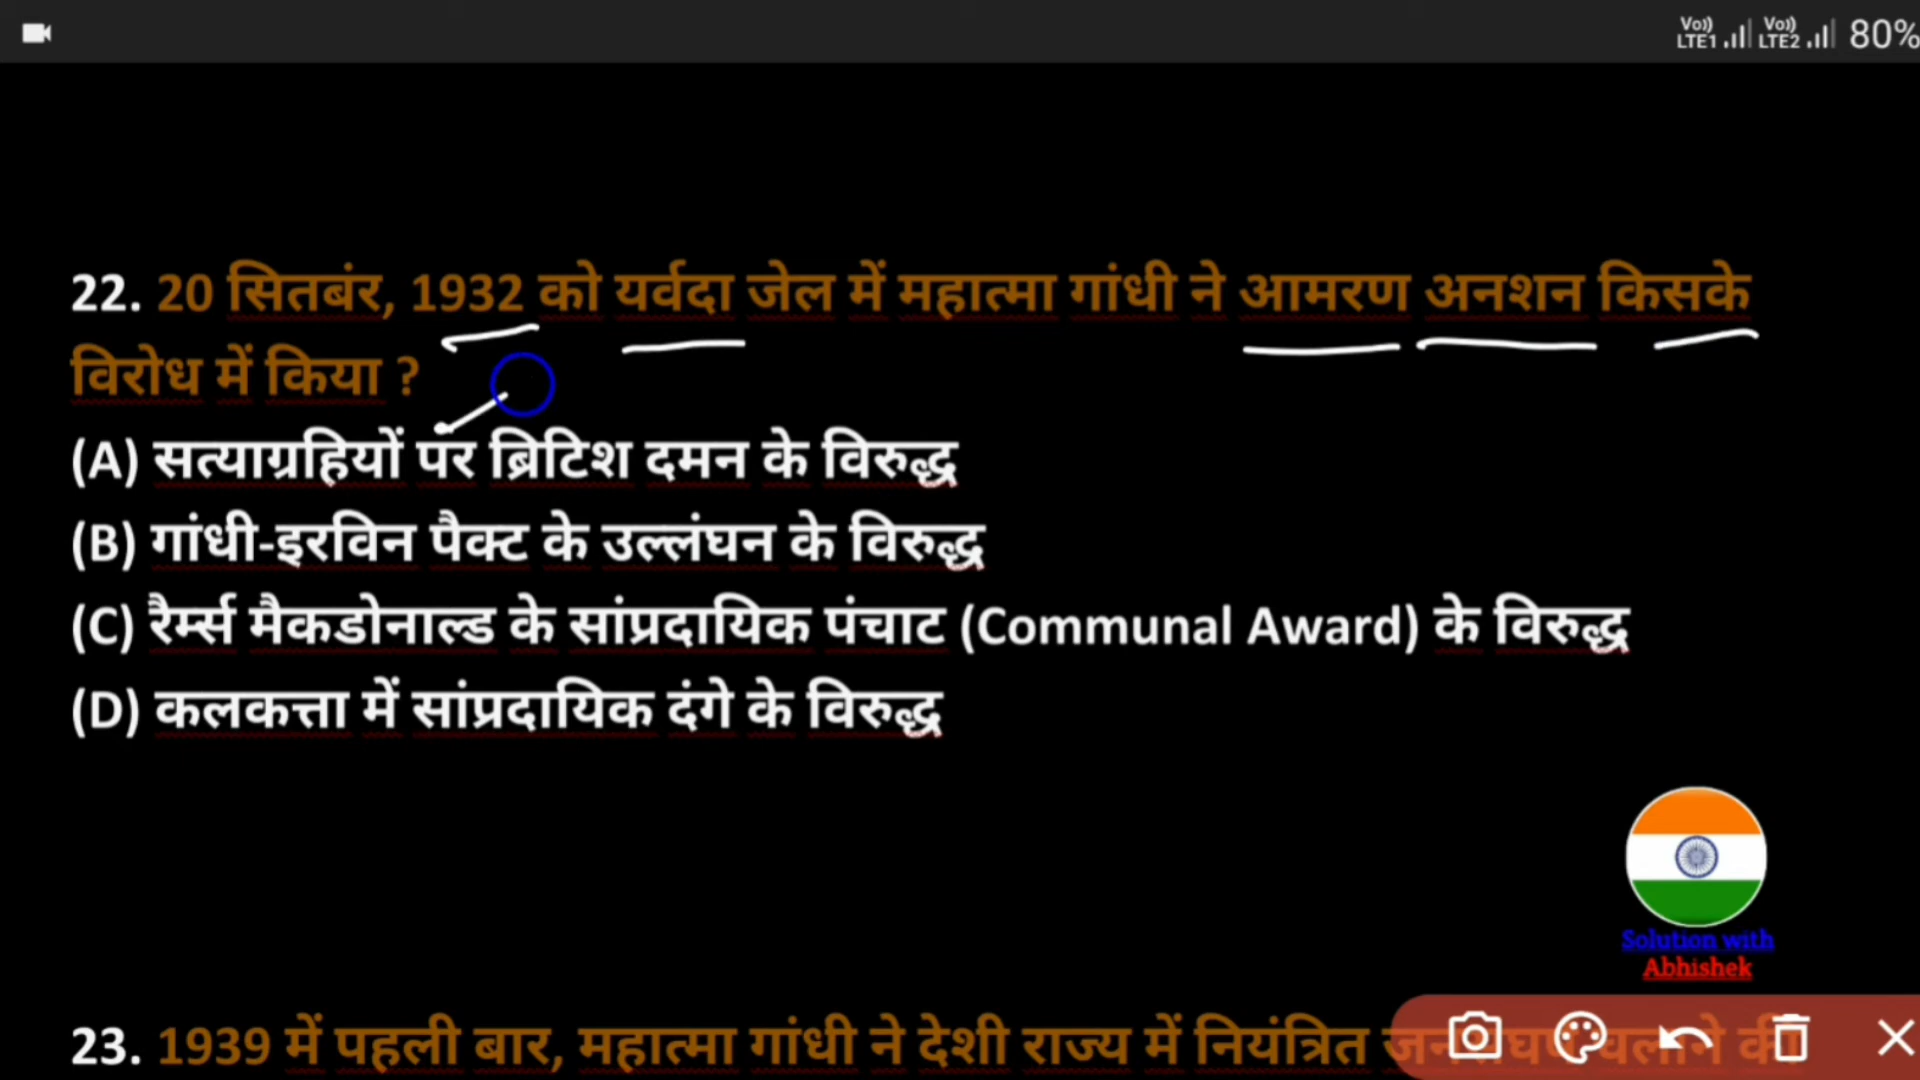 Vo)) LTE1 Vo)) LTE2 80%
22. 20 सितबंर, 1932 को यर्वदा जेल में महात्मा गांधी ने आमरण अनशन किसके
विरोध में किया ?
(A) सत्याग्रहियों पर ब्रिटिश दमन के विरुद्ध
(B) गांधी-इरविन पैक्ट के उल्लंघन के विरुद्ध
(C) रैर्म्स मैकडोनाल्ड के सांप्रदायिक पंचाट (Communal Award) के विरुद्ध
(D) कलकत्ता में सांप्रदायिक दंगे के विरुद्ध
Solution with
Abhishek
23. 1939 में पहली बार, महात्मा गांधी ने देशी राज्य में नियंत्रित चलाने की